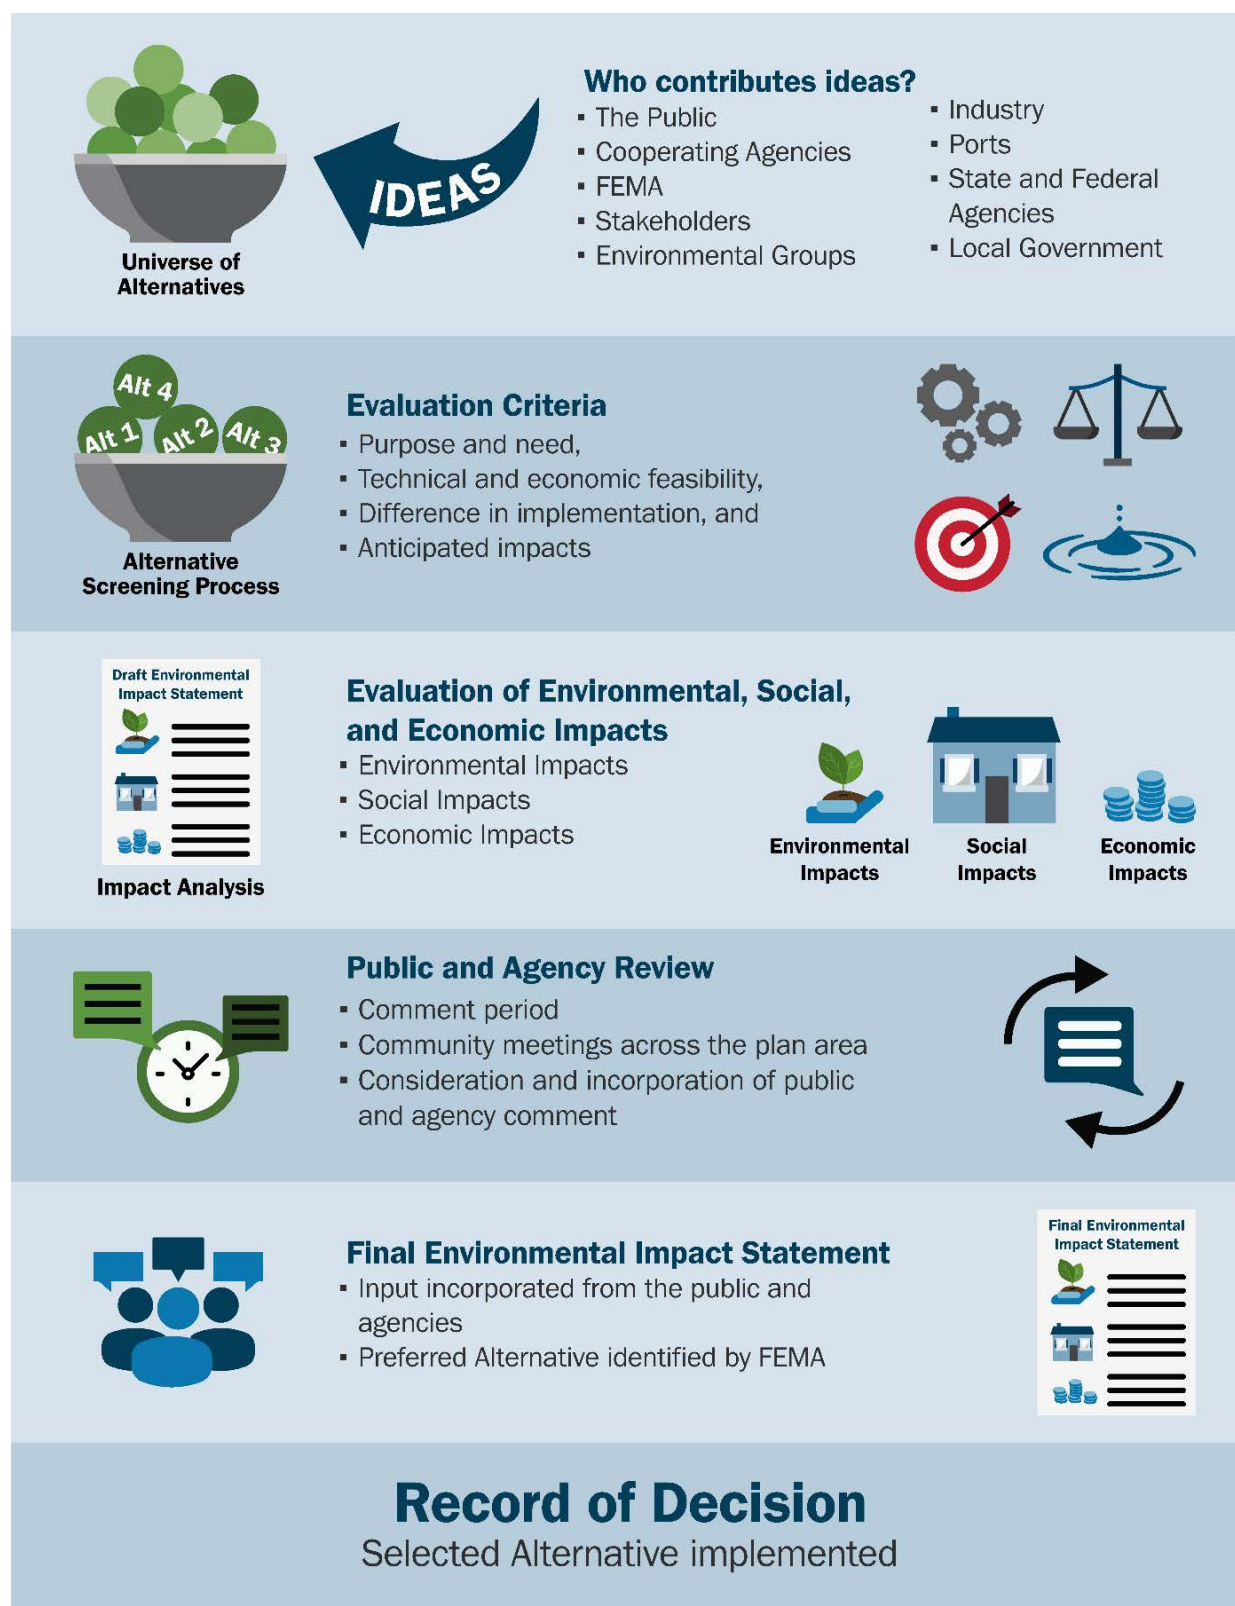 Who contributes ideas?
▪ The Public
▪ Cooperating Agencies
▪ FEMA
▪ Stakeholders
▪ Environmental Groups
▪ Industry
▪ Ports
▪ State and Federal
Agencies
▪ Local Government
IDEAS
Universe of
Alternatives
Alt 4
Alt 1
Alt 2
Alt 3
Alternative
Screening Process
Evaluation Criteria
▪ Purpose and need,
▪ Technical and economic feasibility,
▪ Difference in implementation, and
▪ Anticipated impacts
Draft Environmental
Impact Statement
Impact Analysis
Evaluation of Environmental, Social,
and Economic Impacts
▪ Environmental Impacts
▪ Social Impacts
▪ Economic Impacts
Environmental
Impacts
Social
Impacts
Economic
Impacts
Public and Agency Review
▪ Comment period
▪ Community meetings across the plan area
▪ Consideration and incorporation of public
and agency comment
Final Environmental Impact Statement
▪ Input incorporated from the public and
agencies
▪ Preferred Alternative identified by FEMA
Final Environmental
Impact Statement
Record of Decision
Selected Alternative implemented